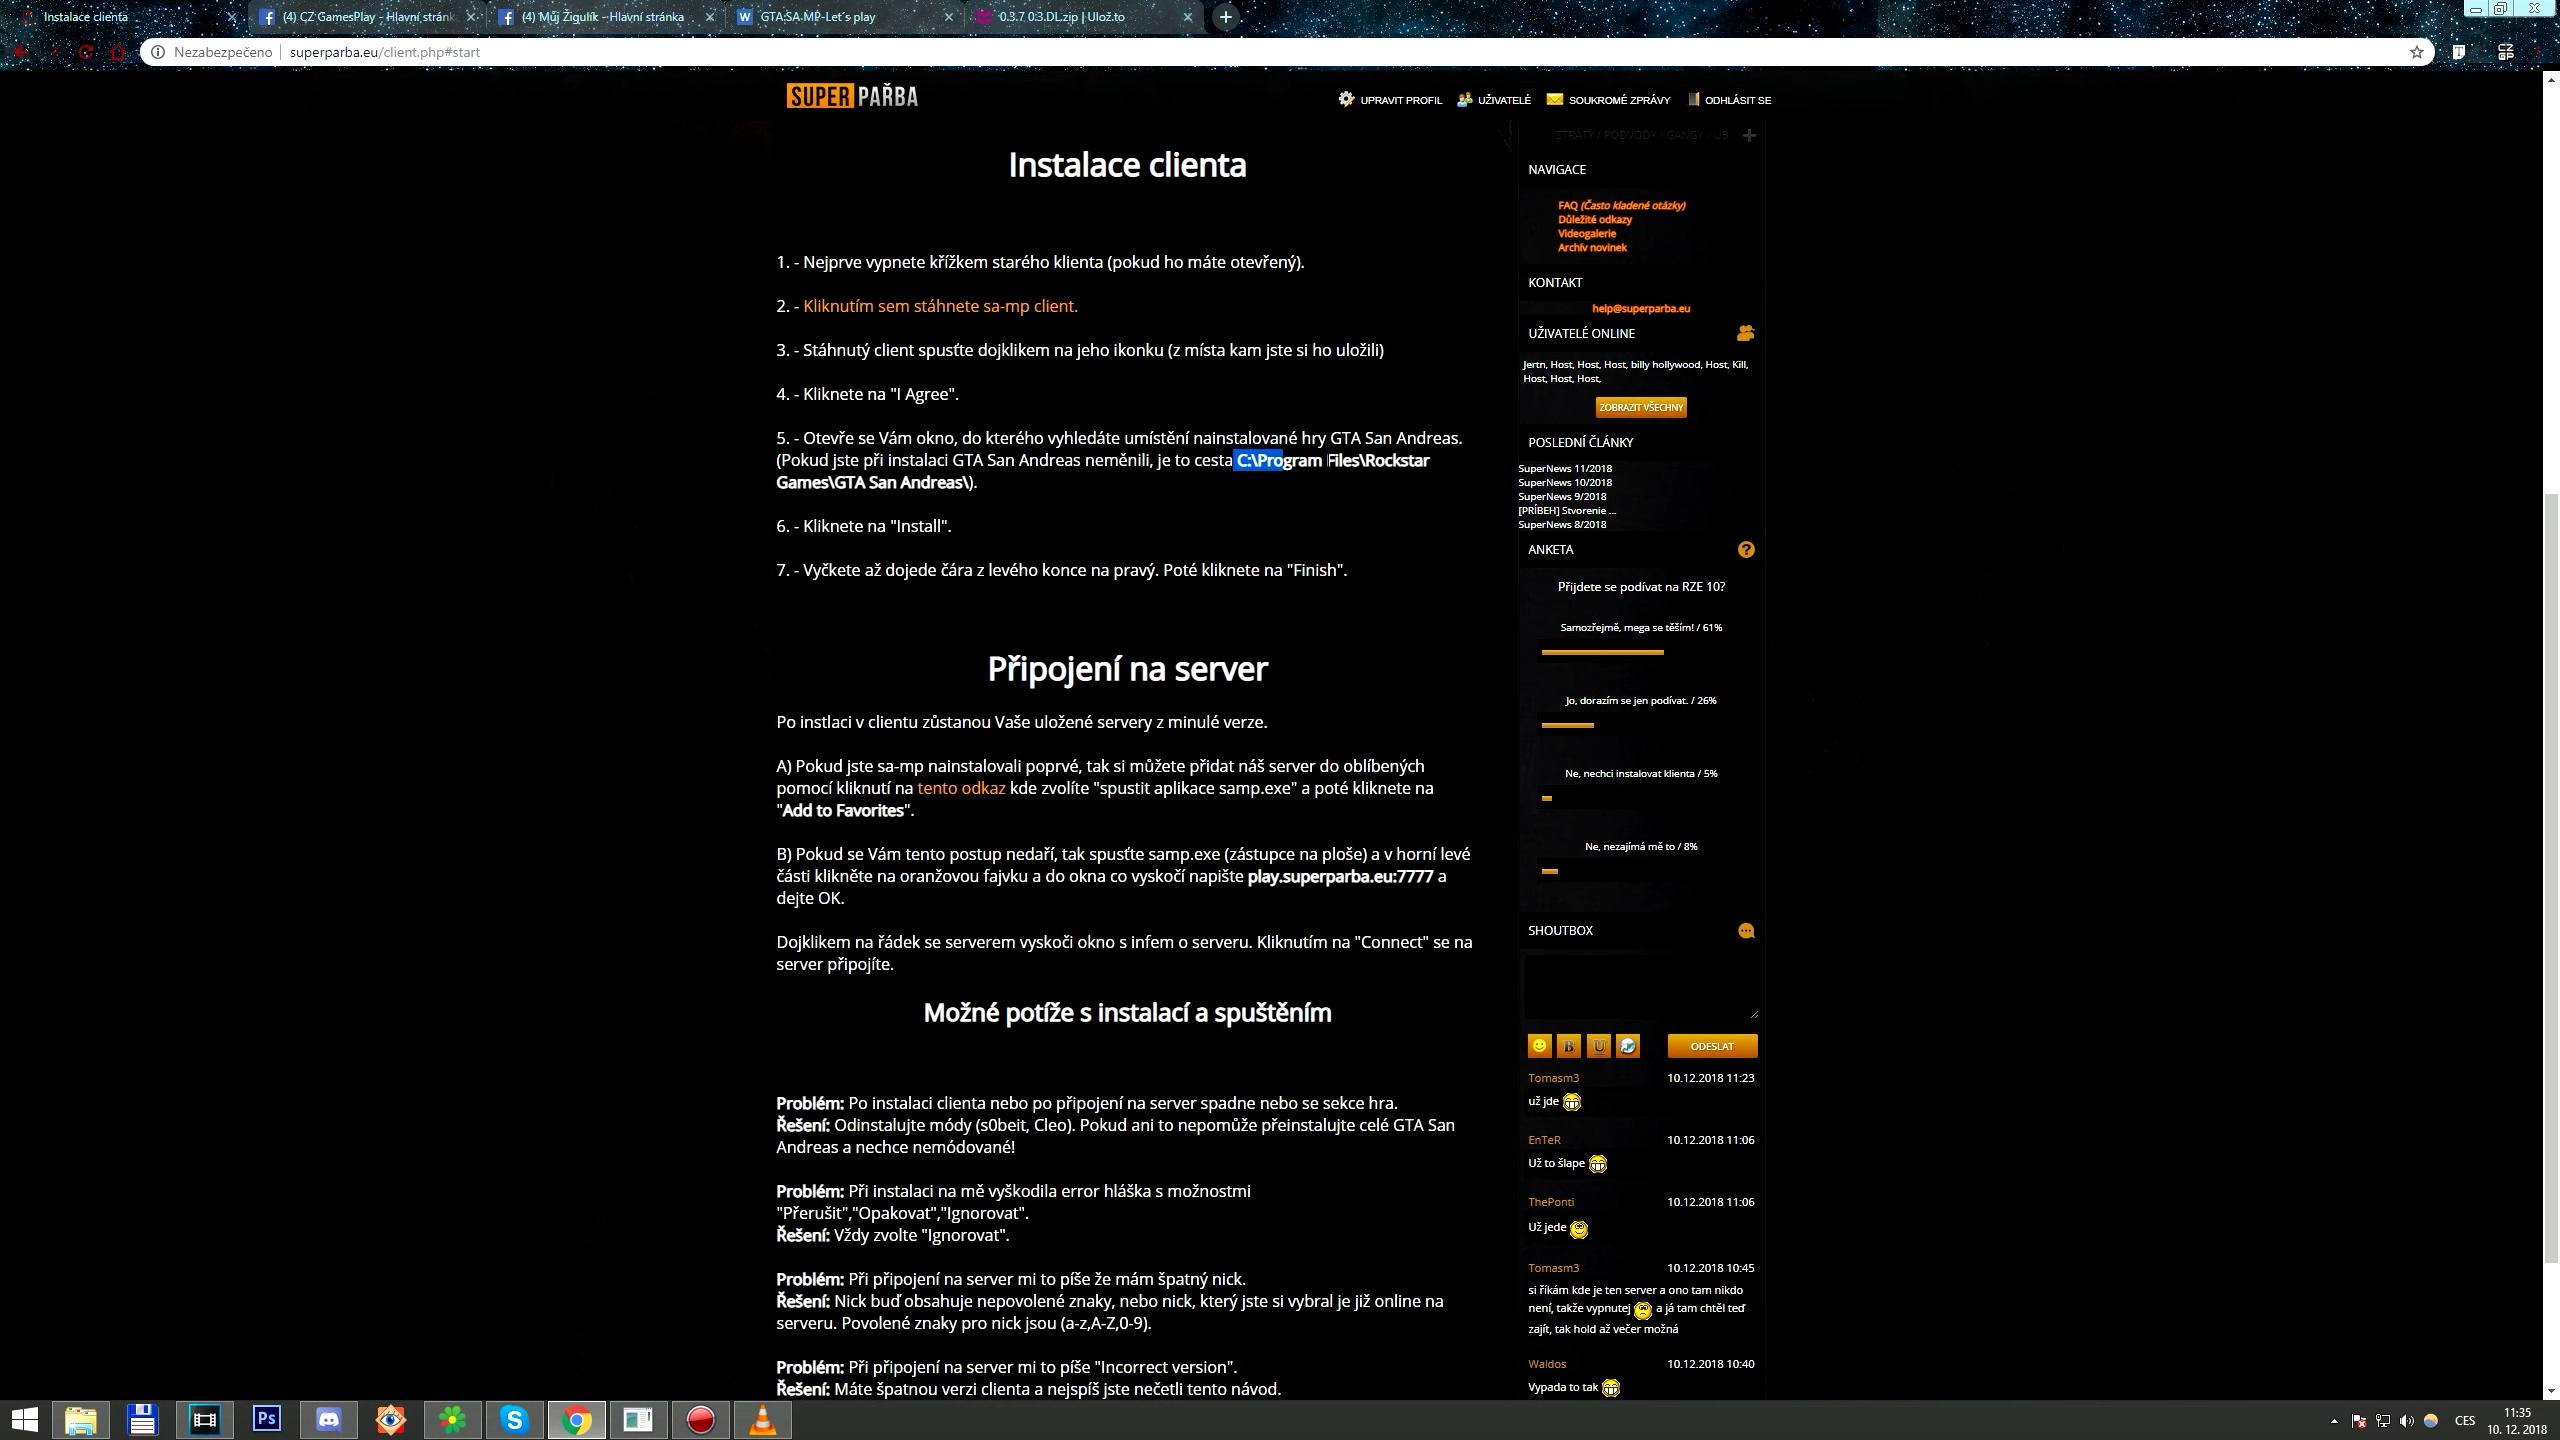 Instalace clienta
(4) CZ GamesPlay - Hlavní stránk
(4) Můj Žigulík - Hlavní stránka
GTA:SA MP-Let´s play
0.3.7 0.3.DL.zip | Ulož.to
Nezabezpečeno
superparba.eu/client.php#start
SUPER PAŘBA
UPRAVIT PROFIL
UŽIVATELÉ
SOUKROMÉ ZPRÁVY
ODHLÁSIT SE
Instalace clienta
1. - Nejprve vypnete křížkem starého klienta (pokud ho máte otevřený).
2. - Kliknutím sem stáhnete sa-mp client.
3. - Stáhnutý client spusťte dojklikem na jeho ikonku (z místa kam jste si ho uložili)
4. - Kliknete na "I Agree".
5. - Otevře se Vám okno, do kterého vyhledáte umístění nainstalované hry GTA San Andreas.
(Pokud jste při instalaci GTA San Andreas neměnili, je to cesta C:\Program Files\Rockstar
Games\GTA San Andreas\).
6. - Kliknete na "Install".
7. - Vyčkete až dojede čára z levého konce na pravý. Poté kliknete na "Finish".
Připojení na server
Po instlaci v clientu zůstanou Vaše uložené servery z minulé verze.
A) Pokud jste sa-mp nainstalovali poprvé, tak si můžete přidat náš server do oblíbených
pomocí kliknutí na tento odkaz kde zvolíte "spustit aplikace samp.exe" a poté kliknete na
"Add to Favorites".
B) Pokud se Vám tento postup nedaří, tak spusťte samp.exe (zástupce na ploše) a v horní levé
části klikněte na oranžovou fajvku a do okna co vyskočí napište play.superparba.eu:7777 a
dejte OK.
Dojklikem na řádek se serverem vyskoči okno s infem o serveru. Kliknutím na "Connect" se na
server připojíte.
Možné potíže s instalací a spuštěním
Problém: Po instalaci clienta nebo po připojení na server spadne nebo se sekce hra.
Řešení: Odinstalujte módy (s0beit, Cleo). Pokud ani to nepomůže přeinstalujte celé GTA San
Andreas a nechce nemódované!
Problém: Při instalaci na mě vyškodila error hláška s možnostmi
"Přerušit","Opakovat","Ignorovat".
Řešení: Vždy zvolte "Ignorovat".
Problém: Při připojení na server mi to píše že mám špatný nick.
Řešení: Nick buď obsahuje nepovolené znaky, nebo nick, který jste si vybral je již online na
serveru. Povolené znaky pro nick jsou (a-z,A-Z,0-9).
Problém: Při připojení na server mi to píše "Incorrect version".
Řešení: Máte špatnou verzi clienta a nejspíš jste nečetli tento návod.
ZTRÁTY / PODVODY / GANGY / UB
NAVIGACE
FAQ (Často kladené otázky)
Důležité odkazy
Videogalerie
Archív novinek
KONTAKT
help@superparba.eu
UŽIVATELÉ ONLINE
Jertn, Host, Host, Host, billy hollywood, Host, Kill,
Host, Host, Host,
ZOBRAZIT VŠECHNY
POSLEDNÍ ČLÁNKY
SuperNews 11/2018
SuperNews 10/2018
SuperNews 9/2018
[PRÍBEH] Stvorenie ...
SuperNews 8/2018
ANKETA
Přijdete se podívat na RZE 10?
Samozřejmě, mega se těším! / 61%
Jo, dorazím se jen podívat. / 26%
Ne, nechci instalovat klienta / 5%
Ne, nezajímá mě to / 8%
SHOUTBOX
B U
ODESLAT
Tomasm3 10.12.2018 11:23
už jde
EnTeR 10.12.2018 11:06
Už to šlape
ThePonti 10.12.2018 11:06
Už jede
Tomasm3 10.12.2018 10:45
si říkám kde je ten server a ono tam nikdo
není, takže vypnutej a já tam chtěl teď
zajít, tak hold až večer možná
Waldos 10.12.2018 10:40
Vypada to tak
Ps
CES
11:35
10. 12. 2018